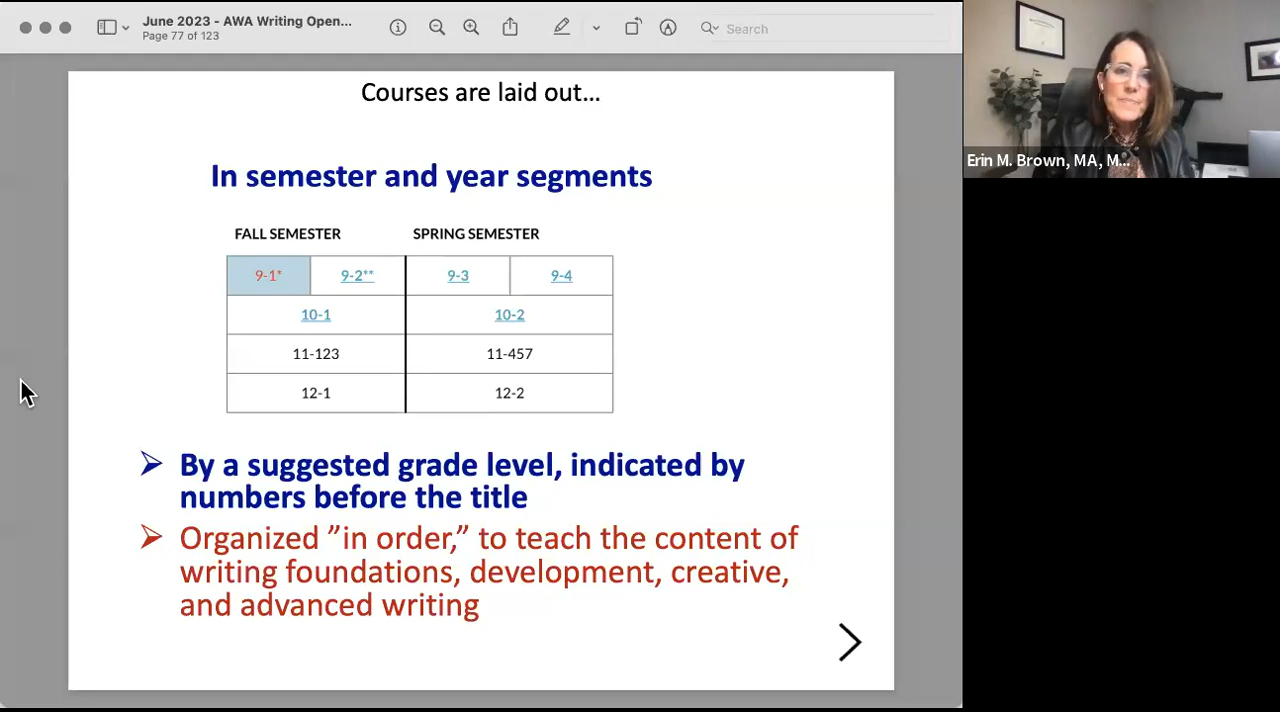 June 2023 - AWA Writing Open...
Page 77 of 123
Search
Courses are laid out...
In semester and year segments
FALL SEMESTER SPRING SEMESTER
9-1* 9-2** 9-3 9-4
10-1 10-2
11-123 11-457
12-1 12-2
By a suggested grade level, indicated by
numbers before the title
Organized ”in order,” to teach the content of
writing foundations, development, creative,
and advanced writing
Erin M. Brown, MA, M...